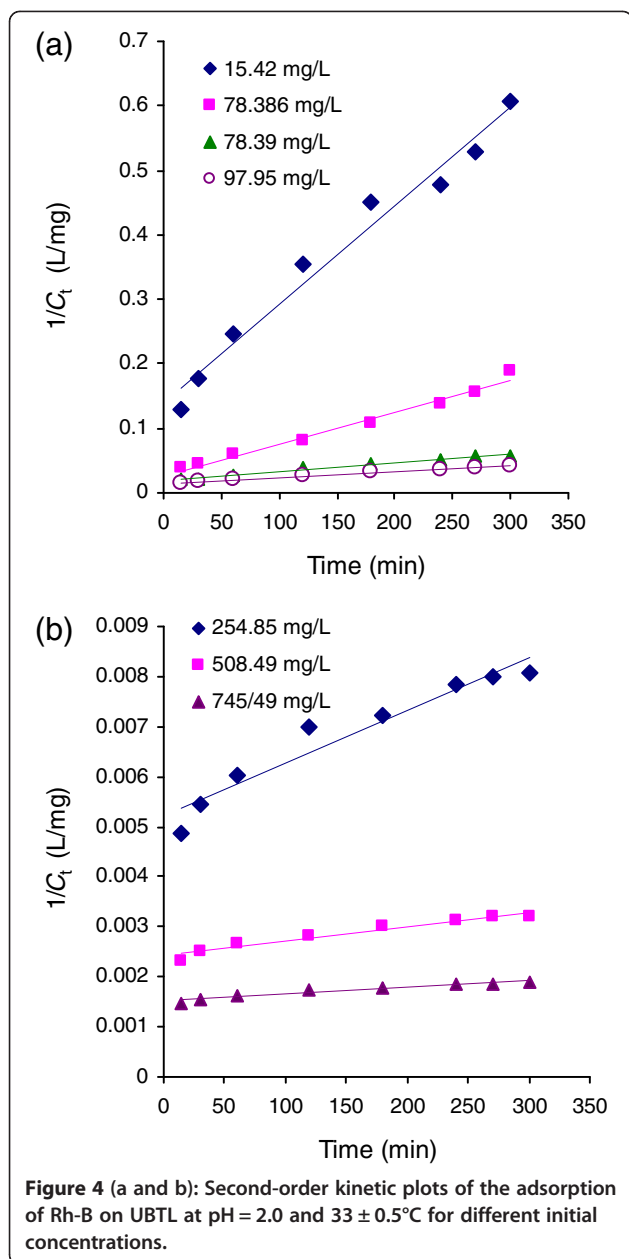 (a)
15.42 mg/L
78.386 mg/L
78.39 mg/L
97.95 mg/L
0.7
0.6
0.5
0.4
0.3
0.2
0.1
0
1/Ct (L/mg)
0 50 100 150 200 250 300 350
Time (min)
(b)
254.85 mg/L
508.49 mg/L
745/49 mg/L
0.009
0.008
0.007
0.006
0.005
0.004
0.003
0.002
0.001
0
1/Ct (L/mg)
0 50 100 150 200 250 300 350
Time (min)
Figure 4 (a and b): Second-order kinetic plots of the adsorption
of Rh-B on UBTL at pH = 2.0 and 33 ± 0.5°C for different initial
concentrations.